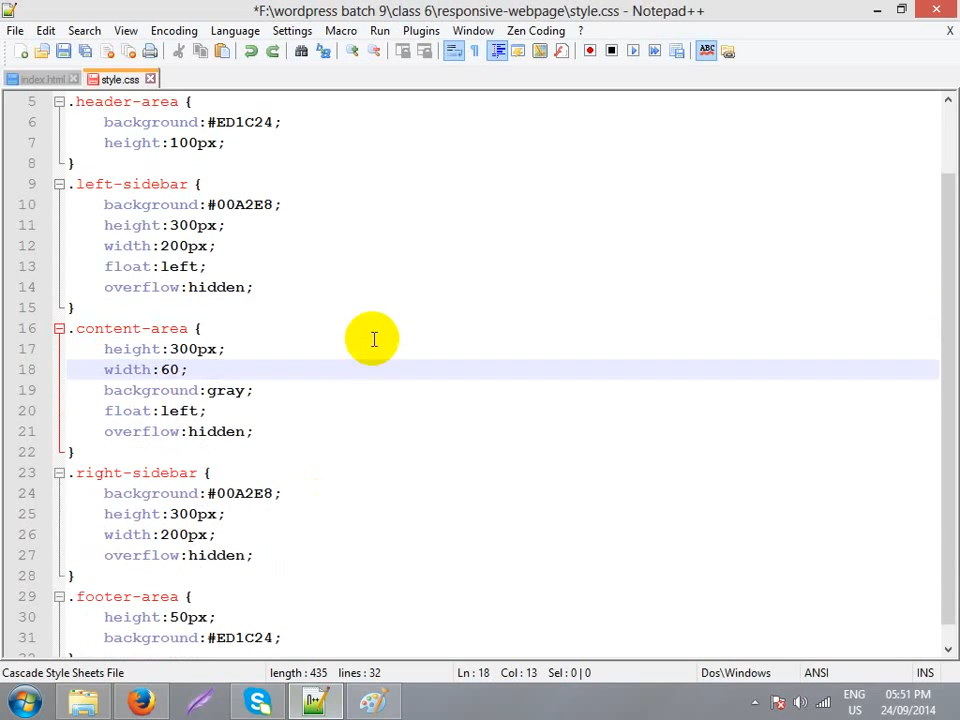 *F:\wordpress batch 9\class 6\responsive-webpage\style.css - Notepad++
File Edit Search View Encoding Language Settings Macro Run Plugins Window Zen Coding ? X
index.html style.css
5 .header-area {
6 background:#ED1C24;
7 height:100px;
8 }
9 .left-sidebar {
10 background:#00A2E8;
11 height:300px;
12 width:200px;
13 float:left;
14 overflow:hidden;
15 }
16 .content-area {
17 height:300px;
18 width:60;
19 background:gray;
20 float:left;
21 overflow:hidden;
22 }
23 .right-sidebar {
24 background:#00A2E8;
25 height:300px;
26 width:200px;
27 overflow:hidden;
28 }
29 .footer-area {
30 height:50px;
31 background:#ED1C24;
Cascade Style Sheets File length : 435 lines : 32 Ln : 18 Col : 13 Sel : 0 | 0 Dos\Windows ANSI INS
ENG 05:51 PM
US 24/09/2014